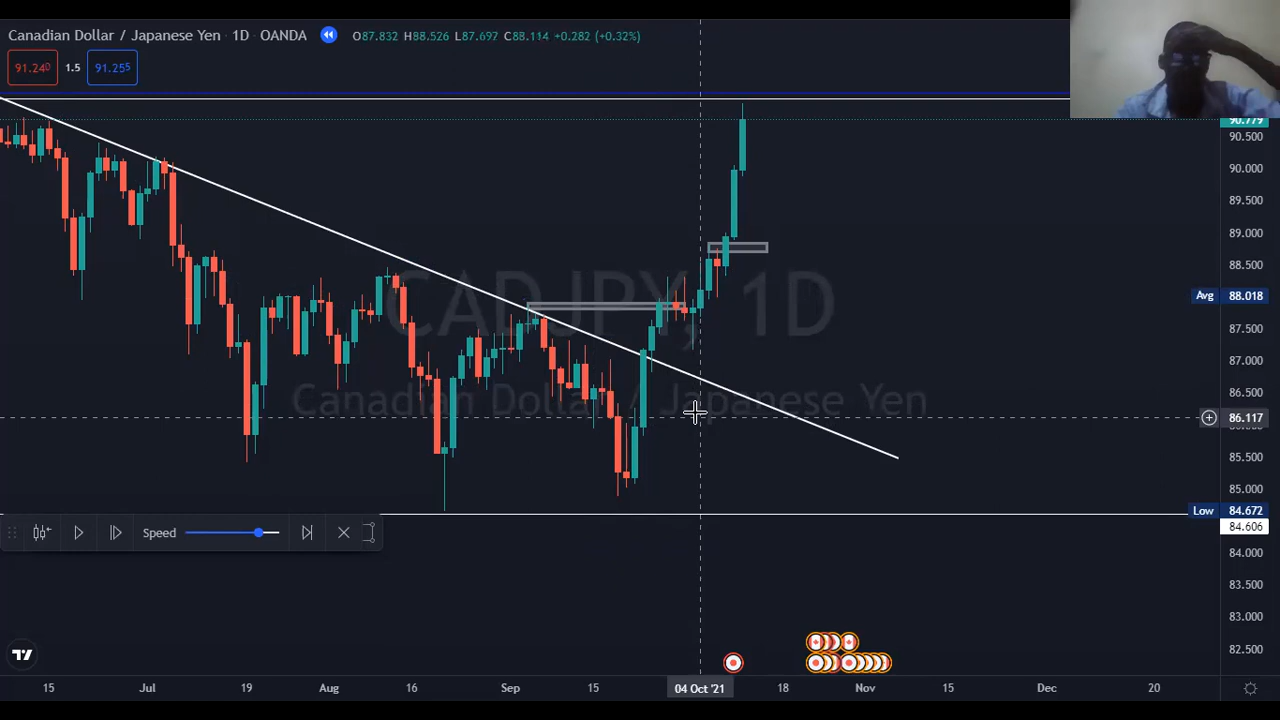 Canadian Dollar / Japanese Yen · 1D · OANDA O87.832 H88.526 L87.697 C88.114 +0.282 (+0.32%)
91.240 1.5 91.255
90.779
90.500
90.000
89.500
89.000
88.500
Avg 88.018
87.500
87.000
86.500
86.117
85.500
85.000
Low 84.672
84.606
84.000
83.500
83.000
82.500
CADJPY, 1D
Canadian Dollar / Japanese Yen
Speed
15 Jul 19 Aug 16 Sep 15 04 Oct '21 18 Nov 15 Dec 20